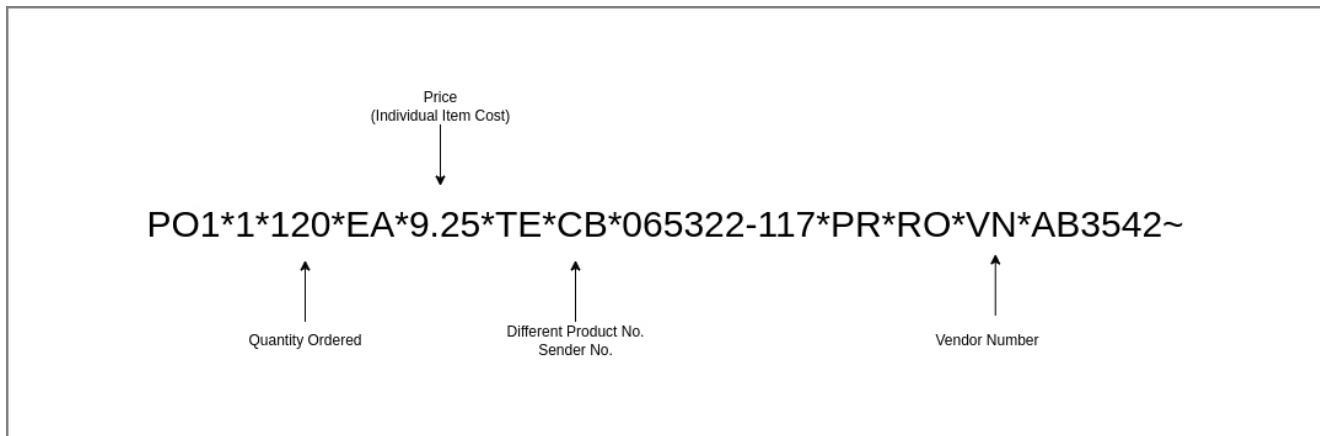 Price
(Individual Item Cost)
PO1*1*120*EA*9.25*TE*CB*065322-117*PR*RO*VN*AB3542~
Quantity Ordered
Different Product No.
Sender No.
Vendor Number